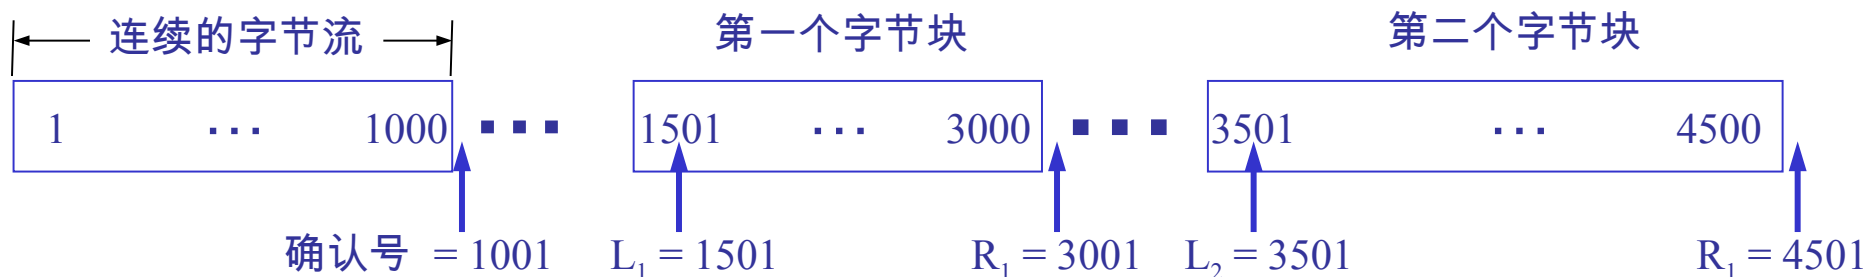 连续的字节流 第一个字节块 第二个字节块
1 ... 1000 ... 1501 ... 3000 ... 3501 ... 4500
确认号 = 1001 L₁ = 1501 R₁ = 3001 L₂ = 3501 R₁ = 4501